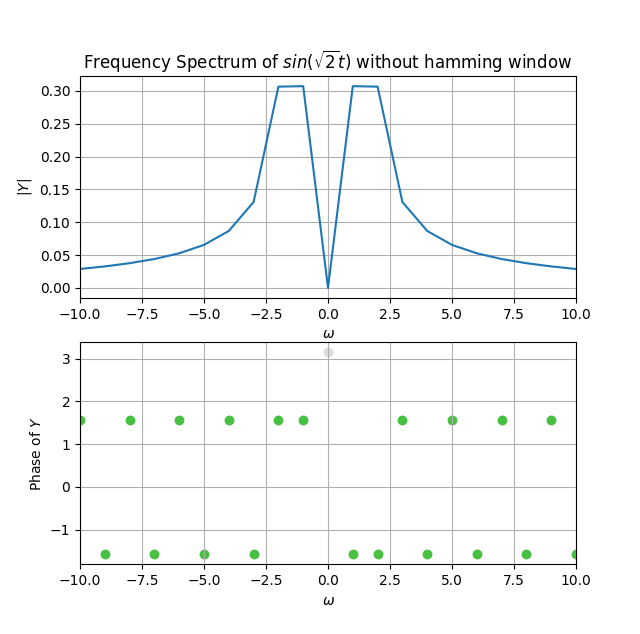 Frequency Spectrum of sin(√2t) without hamming window
0.30
0.25
0.20
0.15
0.10
0.05
0.00
|Y|
−10.0 −7.5 −5.0 −2.5 0.0 2.5 5.0 7.5 10.0
ω
3
2
1
0
−1
Phase of Y
−10.0 −7.5 −5.0 −2.5 0.0 2.5 5.0 7.5 10.0
ω